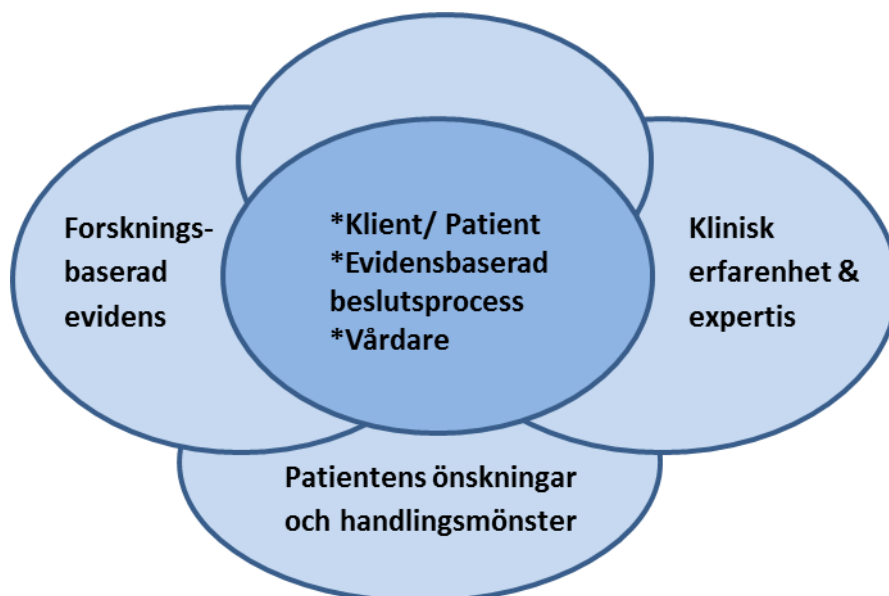 Forsknings-
baserad
evidens
*Klient/ Patient
*Evidensbaserad
beslutsprocess
*Vårdare
Klinisk
erfarenhet &
expertis
Patientens önskningar
och handlingsmönster